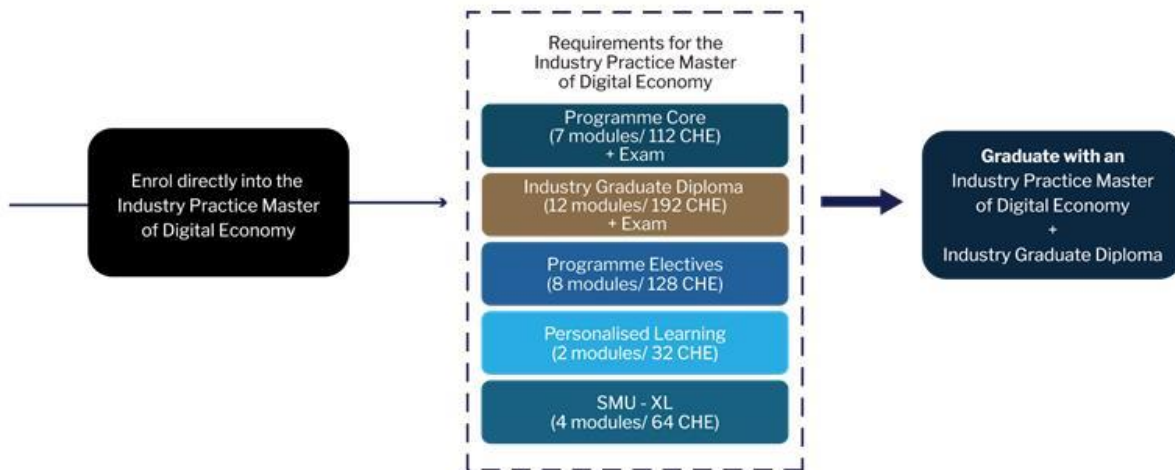 Enrol directly into the
Industry Practice Master
of Digital Economy
Requirements for the
Industry Practice Master
of Digital Economy
Programme Core
(7 modules/ 112 CHE)
+ Exam
Industry Graduate Diploma
(12 modules/ 192 CHE)
+ Exam
Programme Electives
(8 modules/ 128 CHE)
Personalised Learning
(2 modules/ 32 CHE)
SMU - XL
(4 modules/ 64 CHE)
Graduate with an
Industry Practice Master
of Digital Economy
+
Industry Graduate Diploma